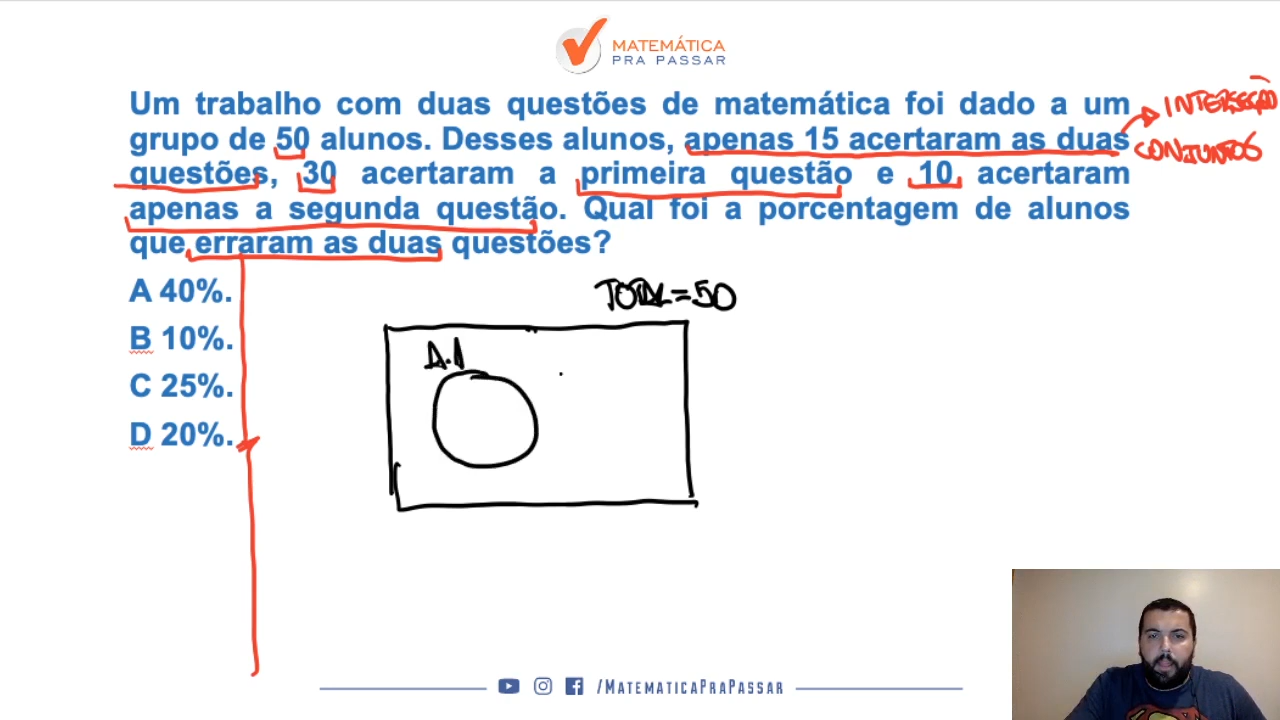 MATEMÁTICA
PRA PASSAR
Um trabalho com duas questões de matemática foi dado a um
grupo de 50 alunos. Desses alunos, apenas 15 acertaram as duas
questões, 30 acertaram a primeira questão e 10 acertaram
apenas a segunda questão. Qual foi a porcentagem de alunos
que erraram as duas questões?
INTERSEÇÃO
CONJUNTOS
A 40%.
B 10%.
C 25%.
D 20%.
TOTAL=50
/MATEMATICAPRAPASSAR